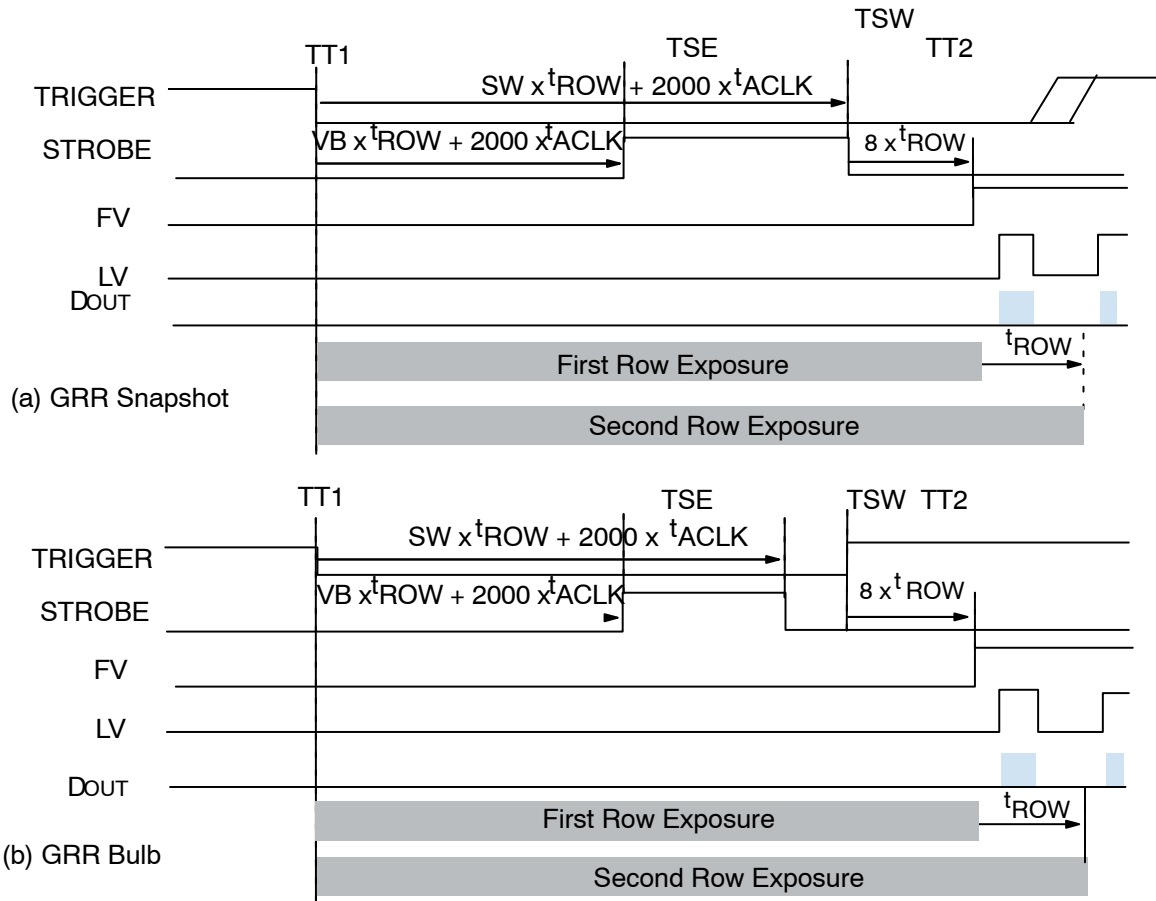 TSW
TT1 TSE TT2
TRIGGER SW x tROW + 2000 x tACLK
STROBE VB x tROW + 2000 x tACLK 8 x tROW
FV
LV
DOUT
First Row Exposure tROW
(a) GRR Snapshot
Second Row Exposure
TT1 TSE TSW TT2
TRIGGER SW x tROW + 2000 x tACLK
STROBE VB x tROW + 2000 x tACLK 8 x tROW
FV
LV
DOUT
First Row Exposure tROW
(b) GRR Bulb
Second Row Exposure